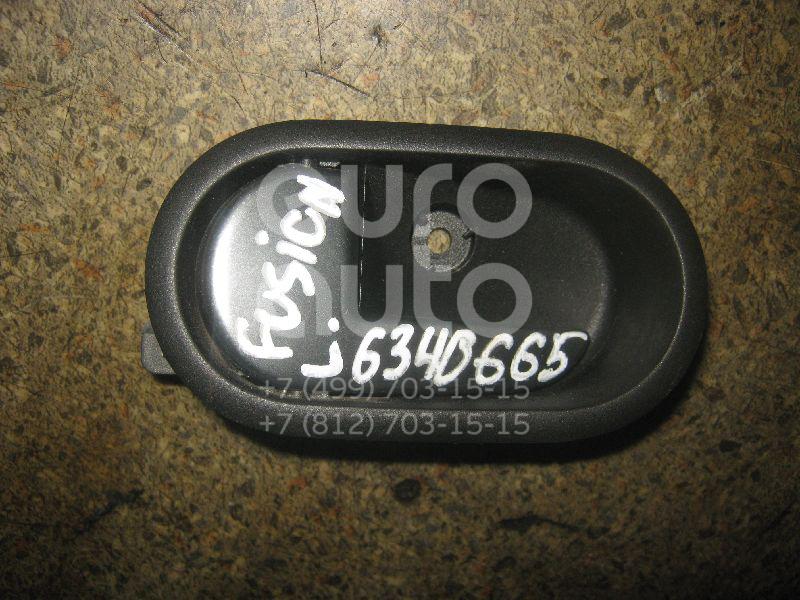 FUSION
L. 6340665
euro
auto
+7 (499) 703-15-15
+7 (812) 703-15-15